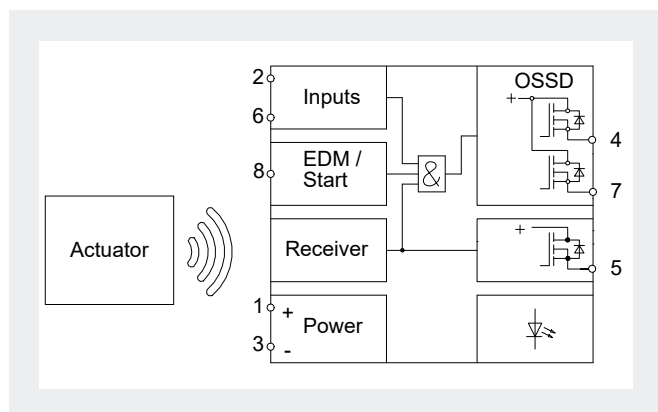 2
6
Inputs
OSSD
+
4
8
EDM /
Start
&
7
Actuator
Receiver
+
5
1
+
Power
3
-